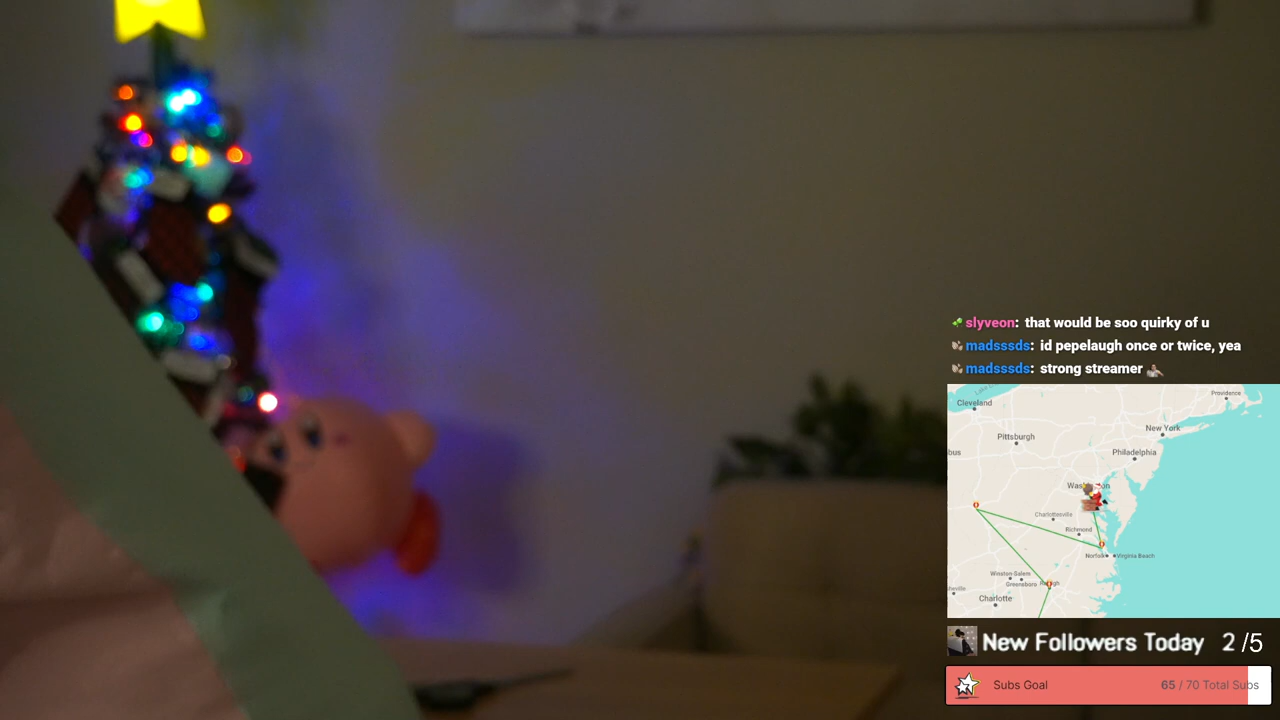 slyveon: that would be soo quirky of u
madsssds: id pepelaugh once or twice, yea
madsssds: strong streamer
Cleveland
Providence
New York
Pittsburgh
Philadelphia
bus
Charlottesville
Richmond
Norfolk
Virginia Beach
Winston-Salem
Greensboro
Charlotte
New Followers Today 2 /5
Subs Goal 65 / 70 Total Subs